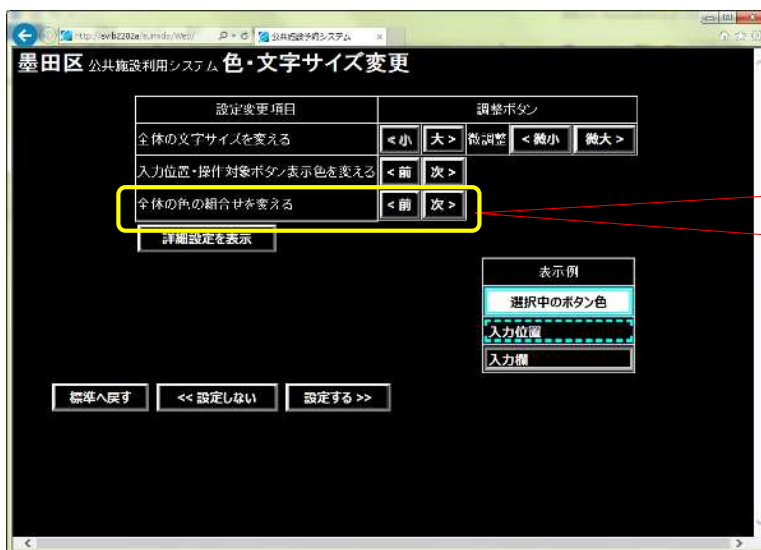 公共施設予約システム
墨田区 公共施設利用システム 色・文字サイズ変更
設定変更項目 調整ボタン
全体の文字サイズを変える <小 大> 微調整 <微小 微大>
入力位置・操作対象ボタン表示色を変える <前 次>
全体の色の組合せを変える <前 次>
詳細設定を表示
表示例
選択中のボタン色
入力位置
入力欄
標準へ戻す << 設定しない 設定する >>